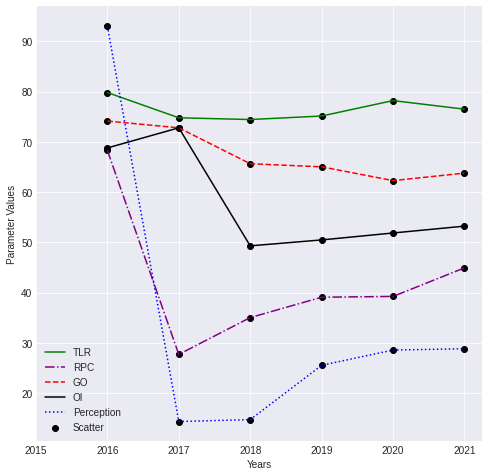 90
80
70
60
50
40
30
20
Parameter Values
TLR
RPC
GO
OI
Perception
Scatter
2015 2016 2017 2018 2019 2020 2021
Years